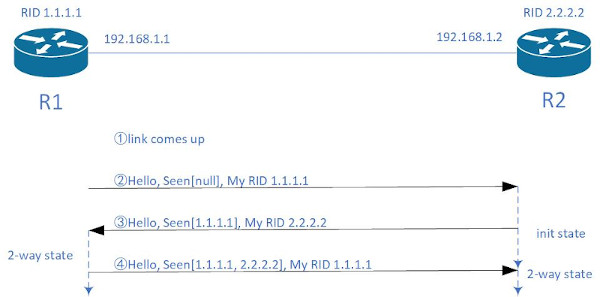 RID 1.1.1.1
RID 2.2.2.2
192.168.1.1
192.168.1.2
R1
R2
①link comes up
②Hello, Seen[null], My RID 1.1.1.1
③Hello, Seen[1.1.1.1], My RID 2.2.2.2
init state
2-way state
④Hello, Seen[1.1.1.1, 2.2.2.2], My RID 1.1.1.1
2-way state